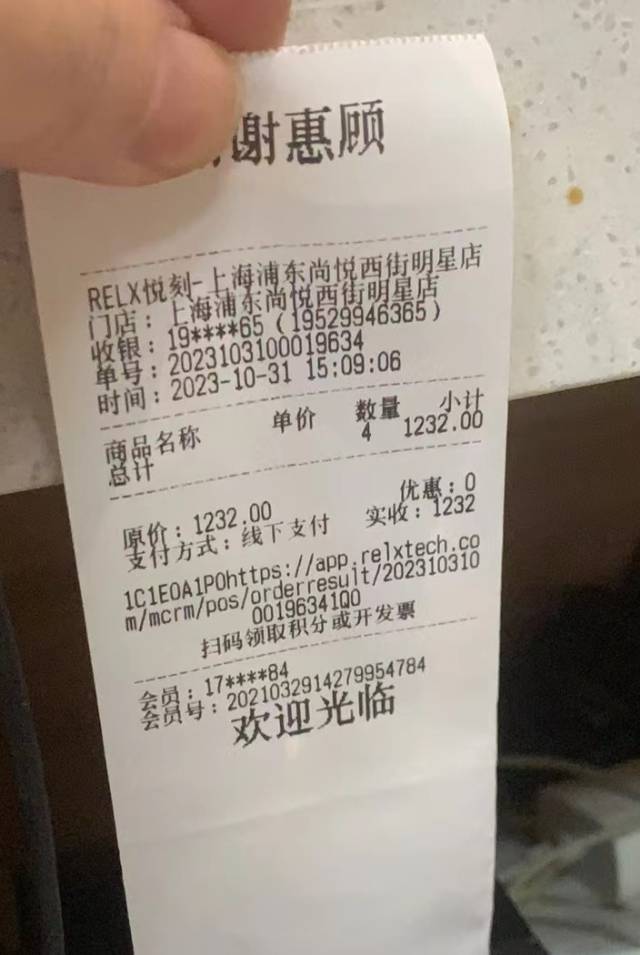 谢惠顾
RELX悦刻-上海浦东尚悦西街明星店
门店：上海浦东尚悦西街明星店
收银：19****65（19529946365）
单号：2023103100019634
时间：2023-10-31 15:09:06
商品名称 单价 数量 小计
总计 4 1232.00
原价：1232.00 优惠：0
支付方式：线下支付 实收：1232
1C1E0A1P0https://app.relxtech.co
m/mcrm/pos/orderresult/202310310
00196341Q0
扫码领取积分或开发票
会员：17****84
会员号：2021032914279954784
欢迎光临